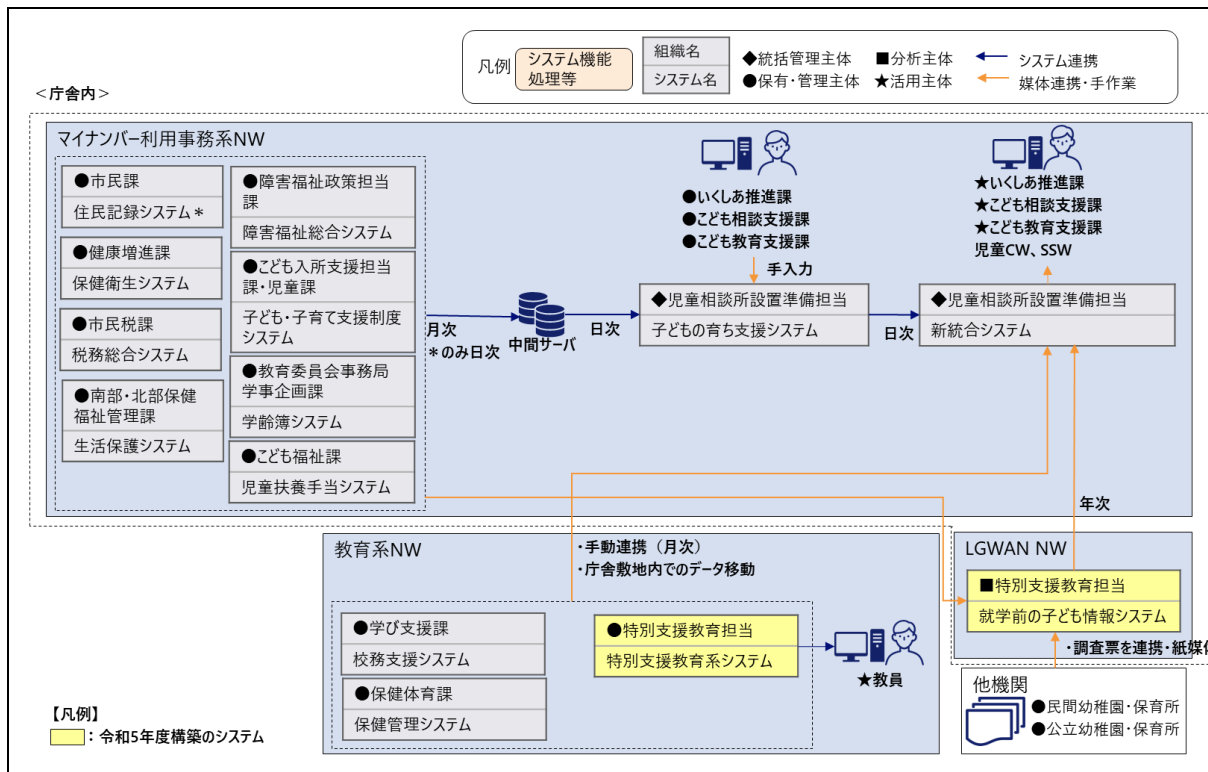 凡例
システム機能
処理等
組織名
システム名
◆統括管理主体
■分析主体
システム連携
●保有・管理主体
★活用主体
媒体連携・手作業
<庁舎内>
マイナンバー利用事務系NW
●市民課
住民記録システム＊
●健康増進課
保健衛生システム
●市民税課
税務総合システム
●南部・北部保健
福祉管理課
生活保護システム
●障害福祉政策担当
課
障害福祉総合システム
●こども入所支援担当
課・児童課
子ども・子育て支援制度
システム
●教育委員会事務局
学事企画課
学齢簿システム
●こども福祉課
児童扶養手当システム
月次
＊のみ日次
中間サーバ
日次
●いくしあ推進課
●こども相談支援課
●こども教育支援課
手入力
◆児童相談所設置準備担当
子どもの育ち支援システム
日次
★いくしあ推進課
★こども相談支援課
★こども教育支援課
児童CW、SSW
◆児童相談所設置準備担当
新統合システム
年次
教育系NW
・手動連携（月次）
・庁舎敷地内でのデータ移動
●学び支援課
校務支援システム
●保健体育課
保健管理システム
●特別支援教育担当
特別支援教育系システム
★教員
LGWAN NW
■特別支援教育担当
就学前の子ども情報システム
・調査票を連携・紙媒体
他機関
●民間幼稚園・保育所
●公立幼稚園・保育所
【凡例】
：令和5年度構築のシステム